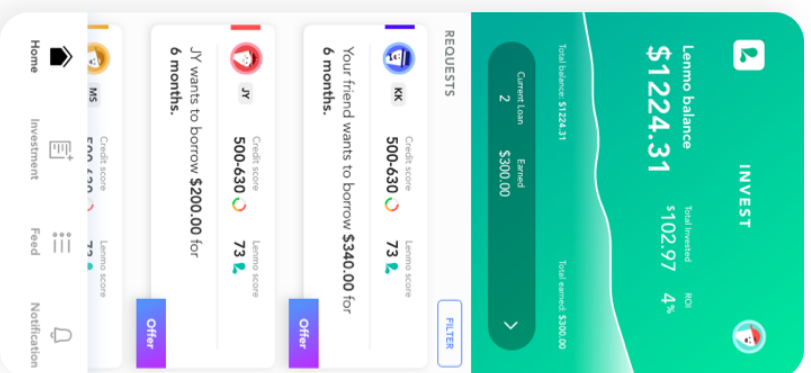 INVEST
Lenmo balance
$1224.31
Total Invested
$102.97
ROI
4%
Total balance: $1224.31
Total earned: $300.00
Current Loan
2
Earned
$300.00
REQUESTS
FILTER
KK
Credit score
500-630
Lenmo score
73
Your friend wants to borrow $340.00 for
6 months.
Offer
JY
Credit score
500-630
Lenmo score
73
JY wants to borrow $200.00 for
6 months.
Offer
MS
Credit score
Lenmo score
Home
Investment
Feed
Notification